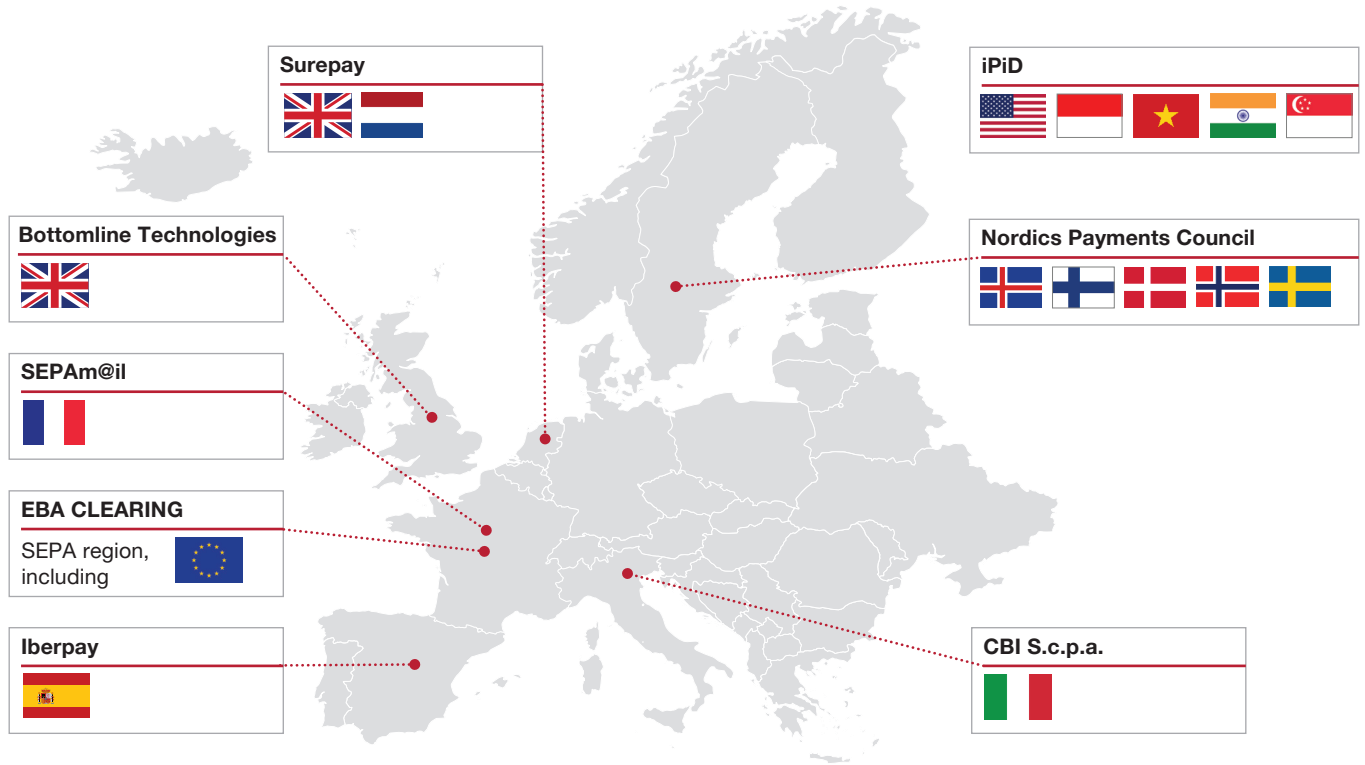 Surepay
iPiD
Bottomline Technologies
Nordics Payments Council
SEPAm@il
EBA CLEARING
SEPA region,
including
Iberpay
CBI S.c.p.a.